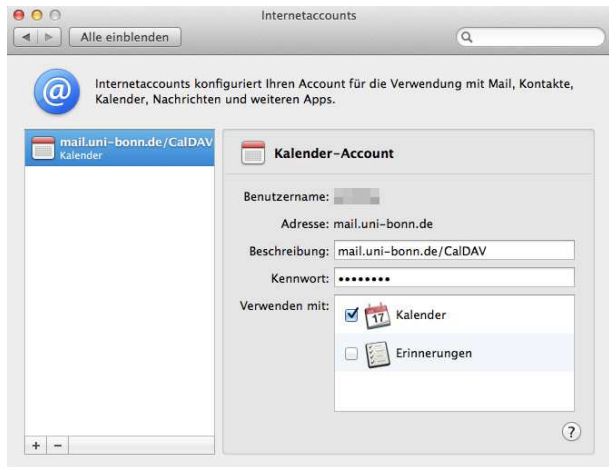 Internetaccounts
Alle einblenden
@
Internetaccounts konfiguriert Ihren Account für die Verwendung mit Mail, Kontakte,
Kalender, Nachrichten und weiteren Apps.
mail.uni-bonn.de/CalDAV
Kalender
Kalender-Account
Benutzername:
Adresse: mail.uni-bonn.de
Beschreibung: mail.uni-bonn.de/CalDAV
Kennwort: ••••••••
Verwenden mit:
17 Kalender
Erinnerungen
?
+ −